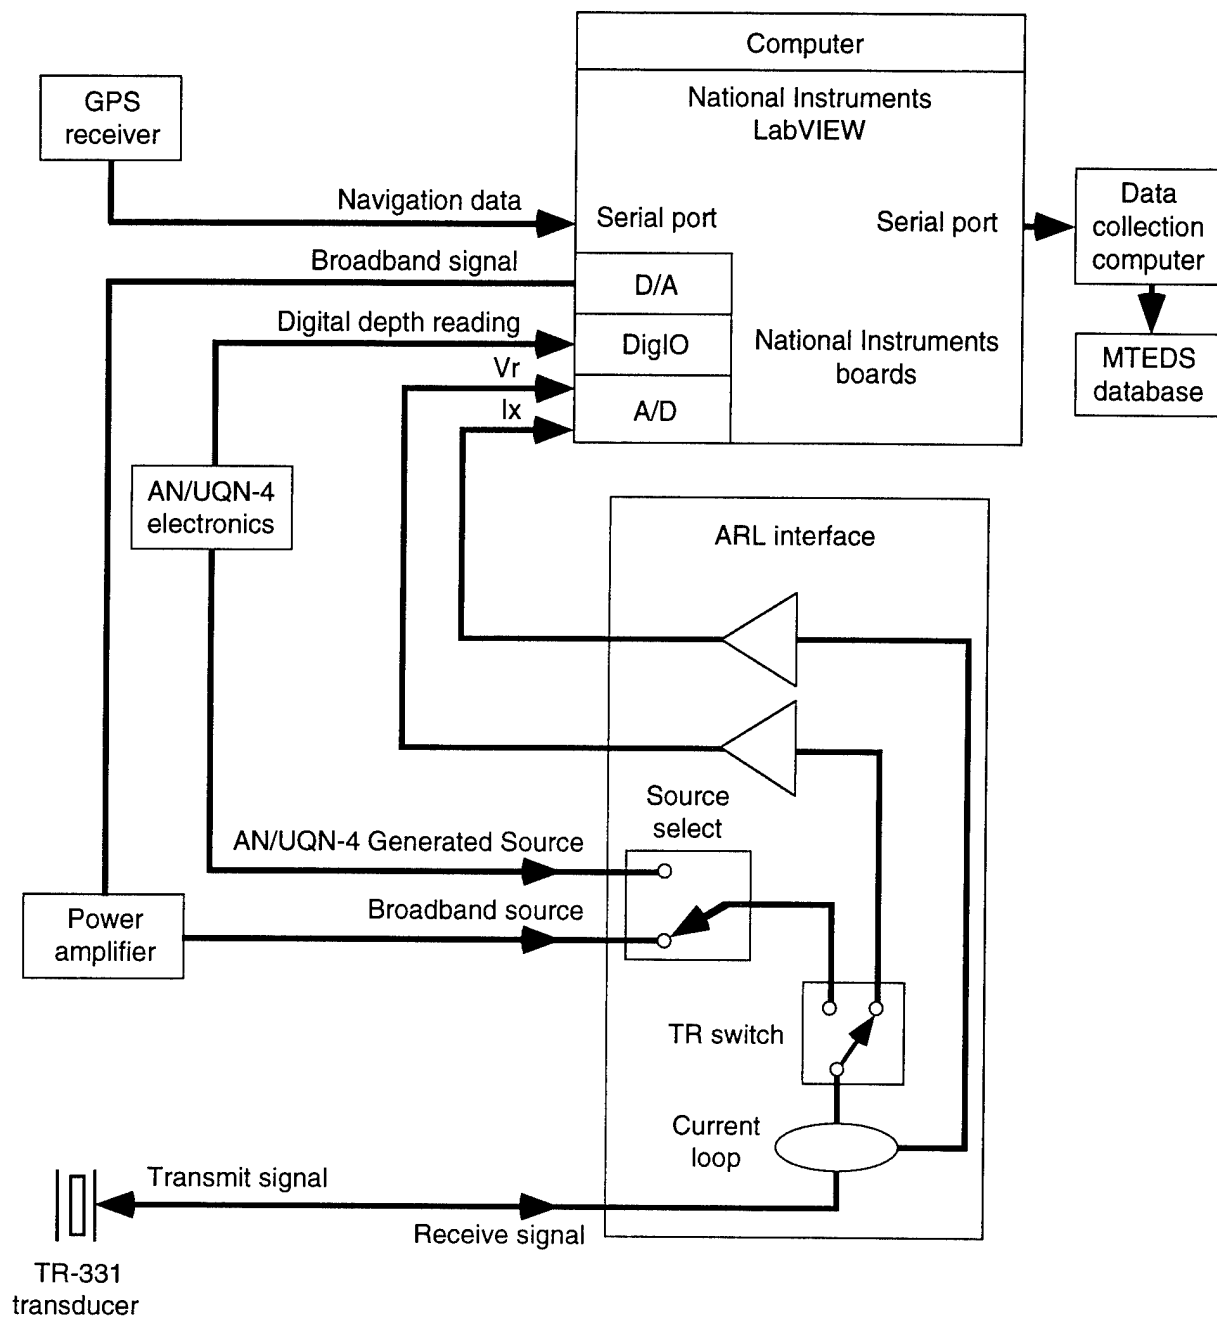 Computer
National Instruments
LabVIEW
GPS
receiver
Navigation data
Serial port
Serial port
Data
collection
computer
Broadband signal
D/A
Digital depth reading
DigIO
National Instruments
boards
MTEDS
database
Vr
Ix
A/D
AN/UQN-4
electronics
ARL interface
Source
select
AN/UQN-4 Generated Source
Broadband source
Power
amplifier
TR switch
Current
loop
Transmit signal
Receive signal
TR-331
transducer